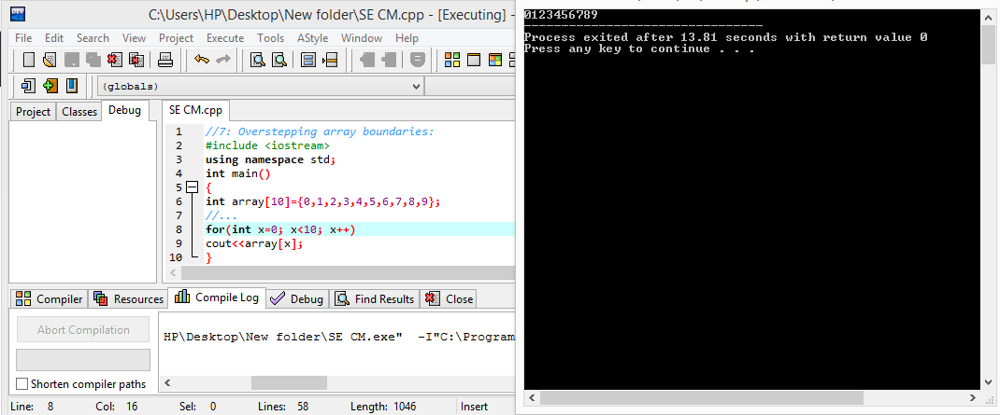 C:\Users\HP\Desktop\New folder\SE CM.cpp - [Executing] -
File Edit Search View Project Execute Tools AStyle Window Help
(globals)
Project Classes Debug
SE CM.cpp
1 //7: Overstepping array boundaries:
2 #include <iostream>
3 using namespace std;
4 int main()
5 {
6 int array[10]={0,1,2,3,4,5,6,7,8,9};
7 //...
8 for(int x=0; x<10; x++)
9 cout<<array[x];
10 }
Compiler Resources Compile Log Debug Find Results Close
Abort Compilation
Shorten compiler paths
HP\Desktop\New folder\SE CM.exe" -I"C:\Program
Line: 8 Col: 16 Sel: 0 Lines: 58 Length: 1046 Insert
0123456789
--------------------------------
Process exited after 13.81 seconds with return value 0
Press any key to continue . . .